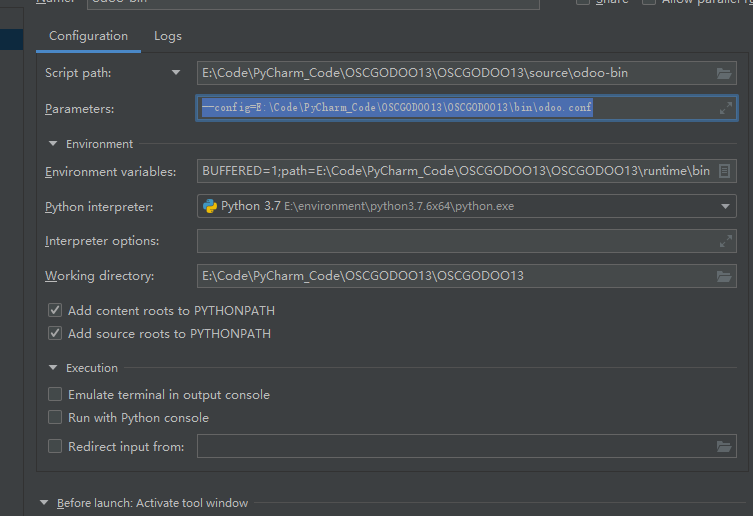 Name: odoo-bin
Share
Allow parallel r
Configuration
Logs
Script path:
E:\Code\PyCharm_Code\OSCGODOO13\OSCGODOO13\source\odoo-bin
Parameters:
--config=E:\Code\PyCharm_Code\OSCGODOO13\OSCGODOO13\bin\odoo.conf
Environment
Environment variables:
BUFFERED=1;path=E:\Code\PyCharm_Code\OSCGODOO13\OSCGODOO13\runtime\bin
Python interpreter:
Python 3.7 E:\environment\python3.7.6x64\python.exe
Interpreter options:
Working directory:
E:\Code\PyCharm_Code\OSCGODOO13\OSCGODOO13
Add content roots to PYTHONPATH
Add source roots to PYTHONPATH
Execution
Emulate terminal in output console
Run with Python console
Redirect input from:
Before launch: Activate tool window